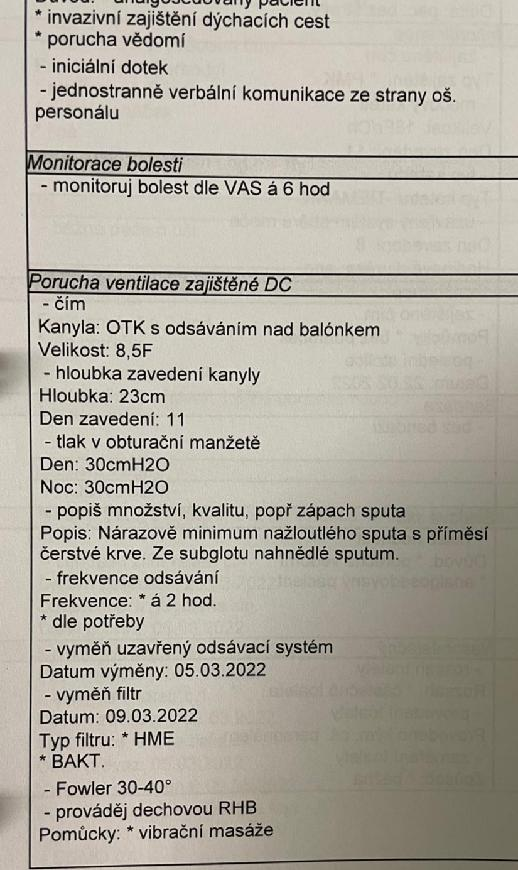 Důvod: * analgosedovaný pacient
* invazivní zajištění dýchacích cest
* porucha vědomí
- iniciální dotek
- jednostranně verbální komunikace ze strany oš.
personálu
Monitorace bolesti
- monitoruj bolest dle VAS á 6 hod
Porucha ventilace zajištěné DC
- čím
Kanyla: OTK s odsáváním nad balónkem
Velikost: 8,5F
- hloubka zavedení kanyly
Hloubka: 23cm
Den zavedení: 11
- tlak v obturační manžetě
Den: 30cmH2O
Noc: 30cmH2O
- popiš množství, kvalitu, popř zápach sputa
Popis: Nárazově minimum nažloutlého sputa s příměsí
čerstvé krve. Ze subglotu nahnědlé sputum.
- frekvence odsávání
Frekvence: * á 2 hod.
* dle potřeby
- vyměň uzavřený odsávací systém
Datum výměny: 05.03.2022
- vyměň filtr
Datum: 09.03.2022
Typ filtru: * HME
* BAKT.
- Fowler 30-40°
- prováděj dechovou RHB
Pomůcky: * vibrační masáže